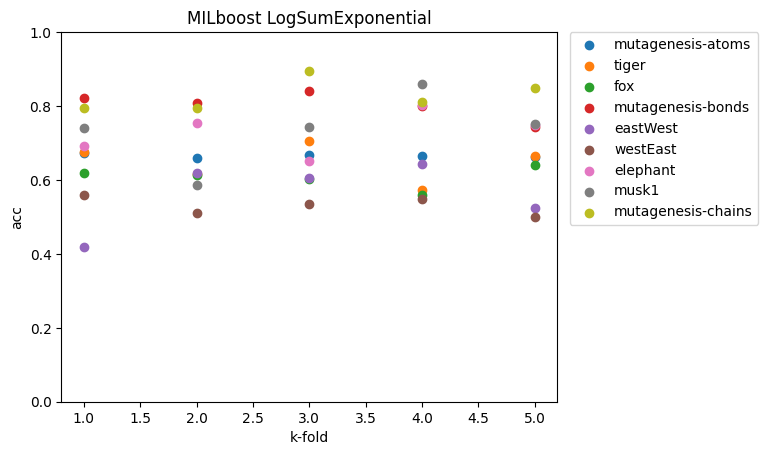 MILboost LogSumExponential
1.0
0.8
0.6
0.4
0.2
0.0
acc
1.0 1.5 2.0 2.5 3.0 3.5 4.0 4.5 5.0
k-fold
mutagenesis-atoms
tiger
fox
mutagenesis-bonds
eastWest
westEast
elephant
musk1
mutagenesis-chains